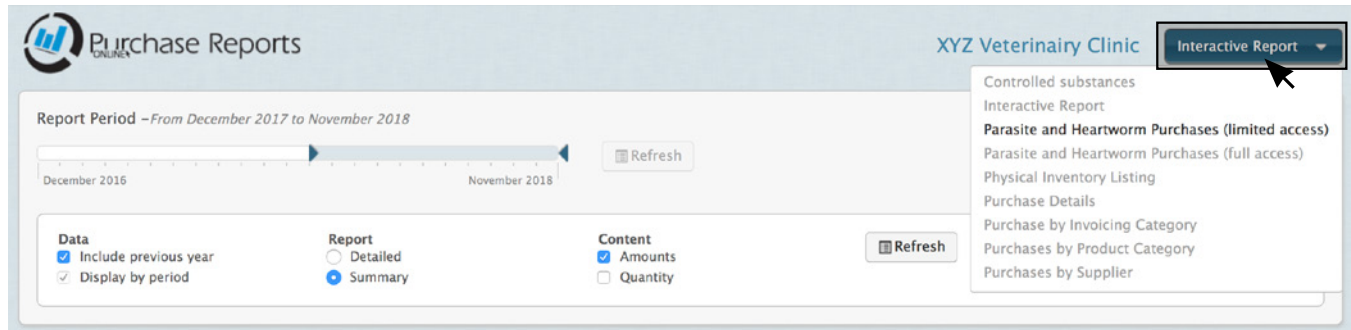 Purchase Reports
ONLINE
XYZ Veterinairy Clinic
Interactive Report
Controlled substances
Interactive Report
Parasite and Heartworm Purchases (limited access)
Parasite and Heartworm Purchases (full access)
Physical Inventory Listing
Purchase Details
Purchase by Invoicing Category
Purchases by Product Category
Purchases by Supplier
Report Period –From December 2017 to November 2018
Refresh
December 2016
November 2018
Data
Include previous year
Display by period
Report
Detailed
Summary
Content
Amounts
Quantity
Refresh